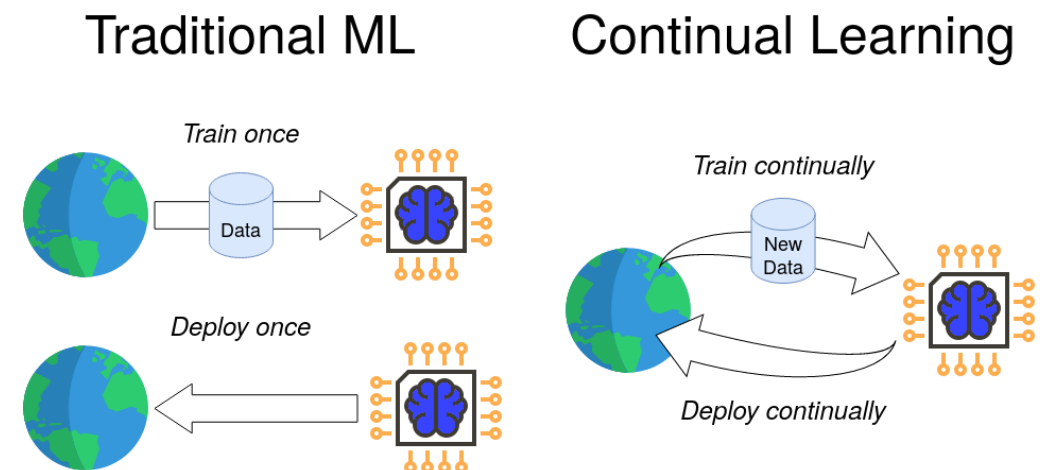 Traditional ML
Train once
Data
Deploy once
Continual Learning
Train continually
New
Data
Deploy continually